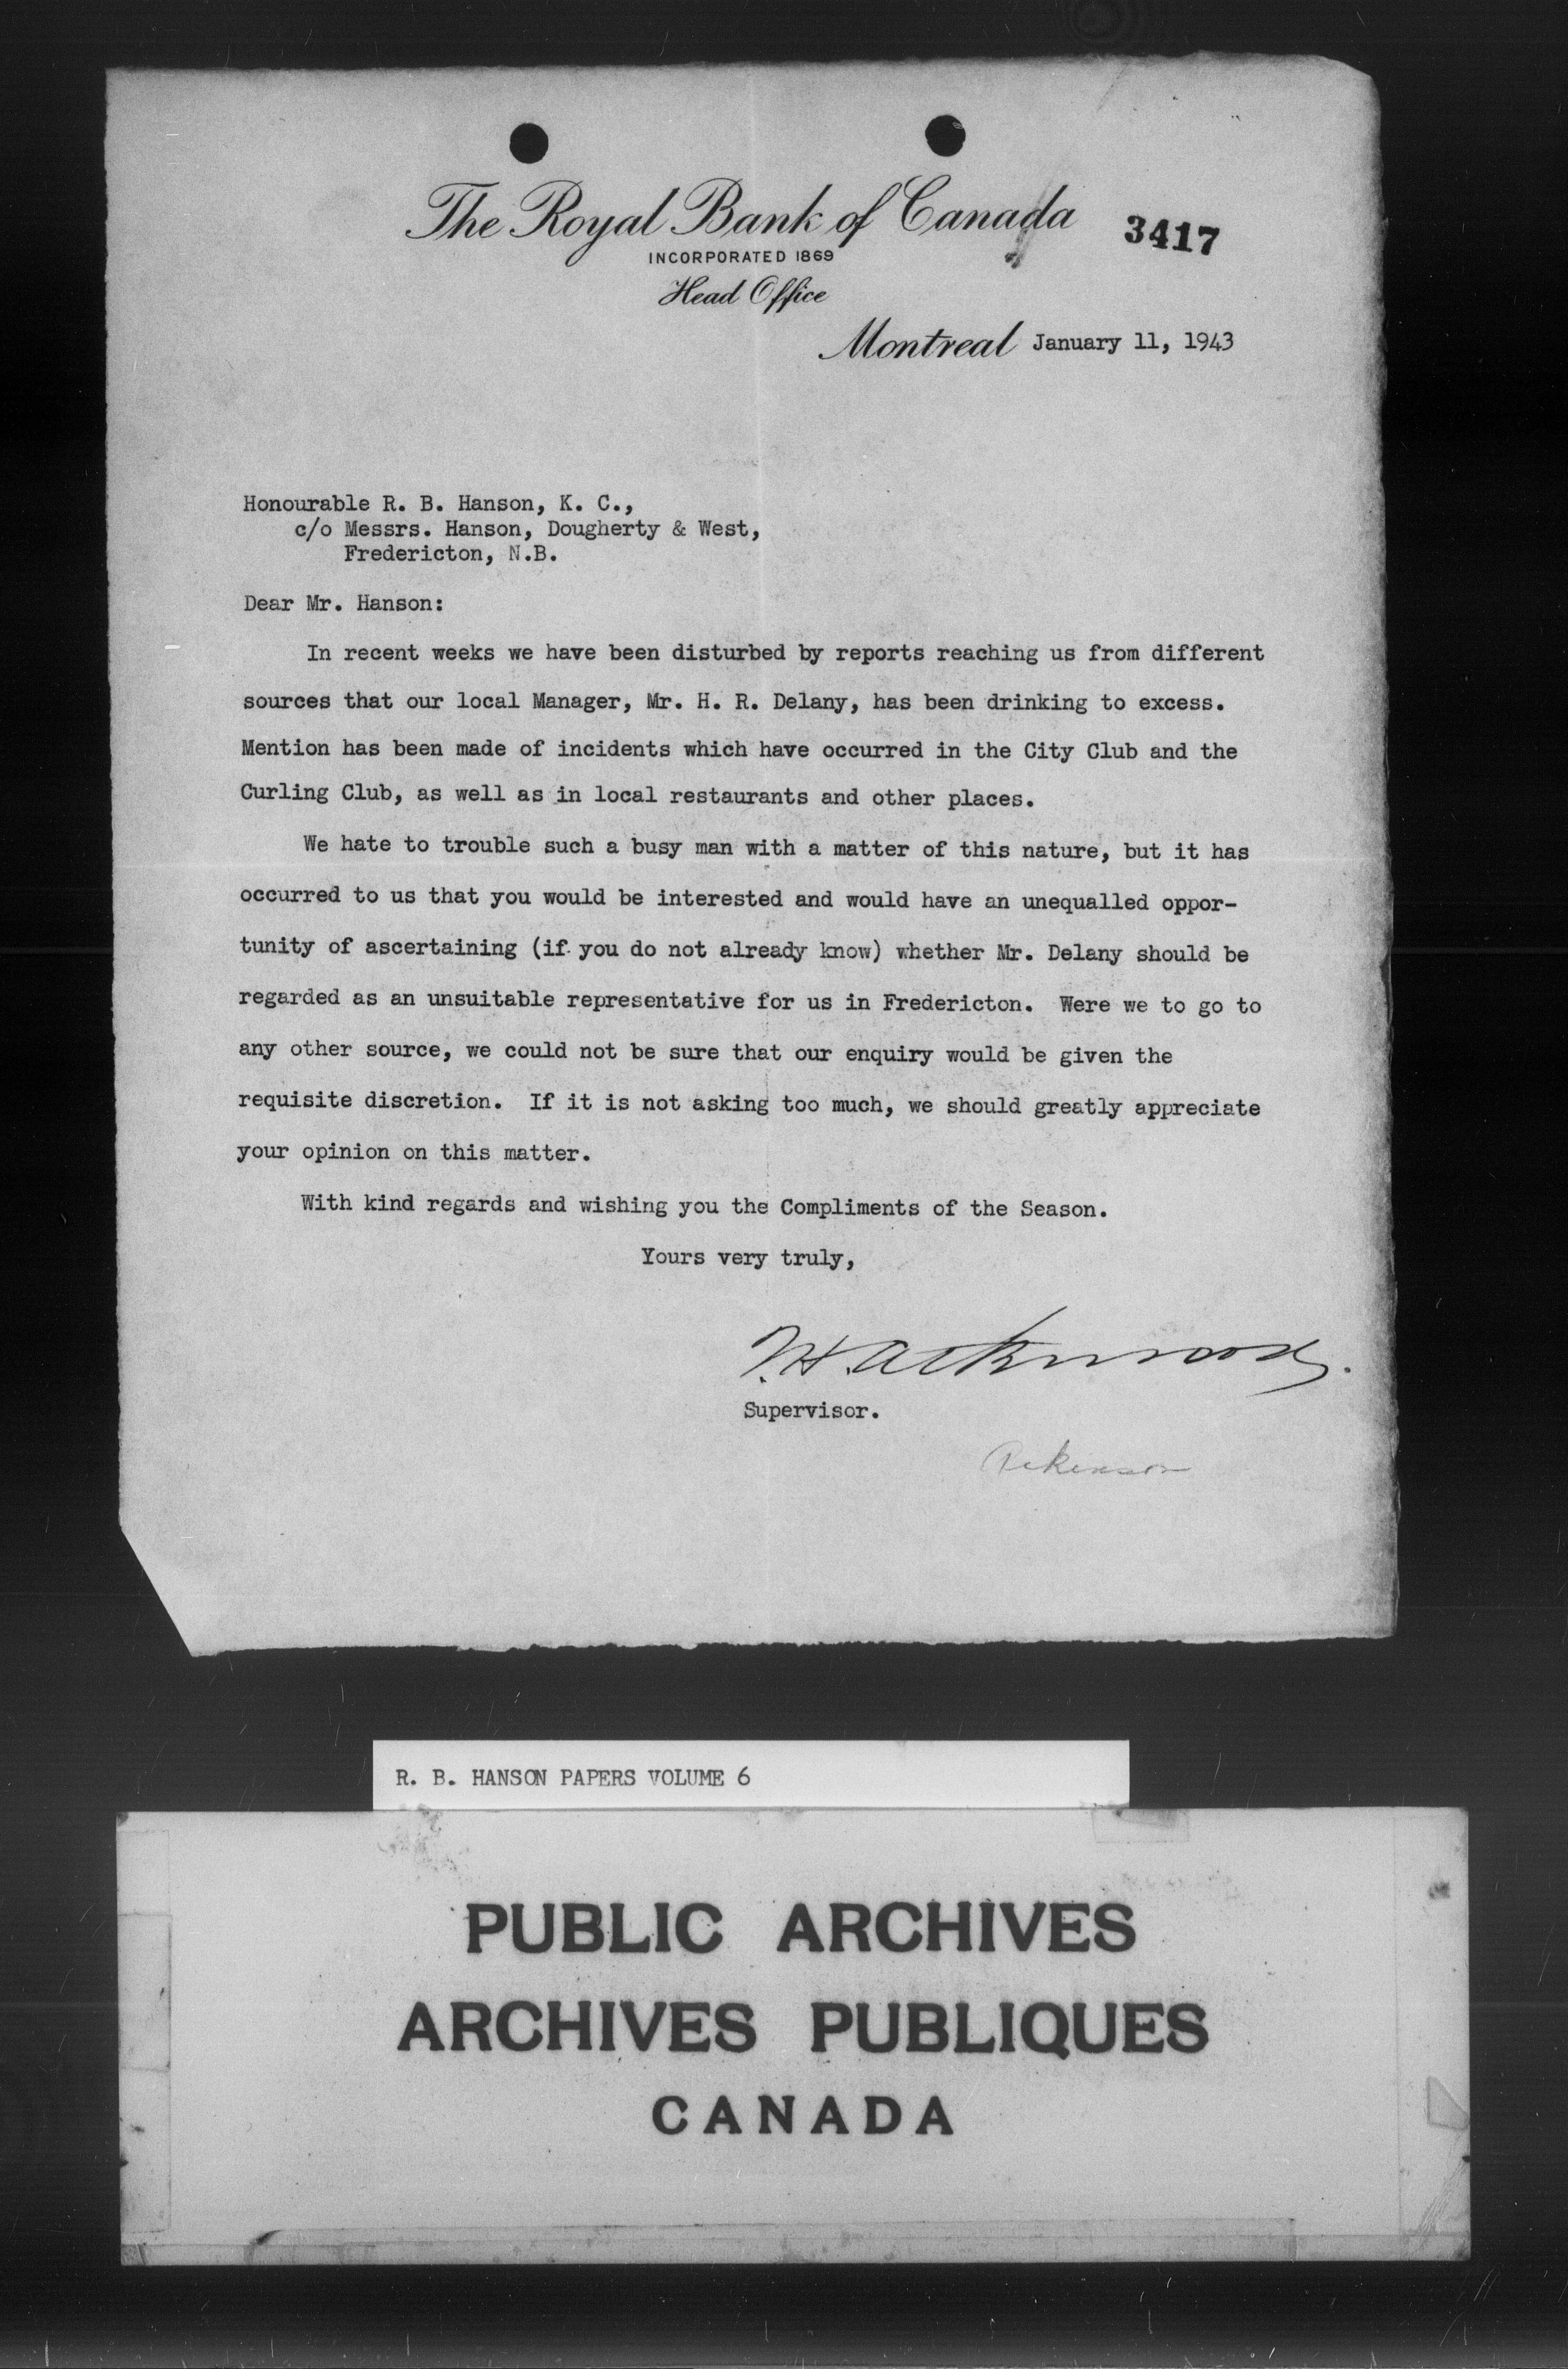 The Royal Bank of Canada
3417
INCORPORATED 1869
Head Office
Montreal January 11, 1943
Honourable R. B. Hanson, K. C.,
c/o Messrs. Hanson, Dougherty & West,
Fredericton, N.B.
Dear Mr. Hanson:
In recent weeks we have been disturbed by reports reaching us from different
sources that our local Manager, Mr. H. R. Delany, has been drinking to excess.
Mention has been made of incidents which have occurred in the City Club and the
Curling Club, as well as in local restaurants and other places.
We hate to trouble such a busy man with a matter of this nature, but it has
occurred to us that you would be interested and would have an unequalled oppor-
tunity of ascertaining (if you do not already know) whether Mr. Delany should be
regarded as an unsuitable representative for us in Fredericton. Were we to go to
any other source, we could not be sure that our enquiry would be given the
requisite discretion. If it is not asking too much, we should greatly appreciate
your opinion on this matter.
With kind regards and wishing you the Compliments of the Season.
Yours very truly,
Supervisor.
R. B. HANSON PAPERS VOLUME 6
PUBLIC ARCHIVES
ARCHIVES PUBLIQUES
CANADA